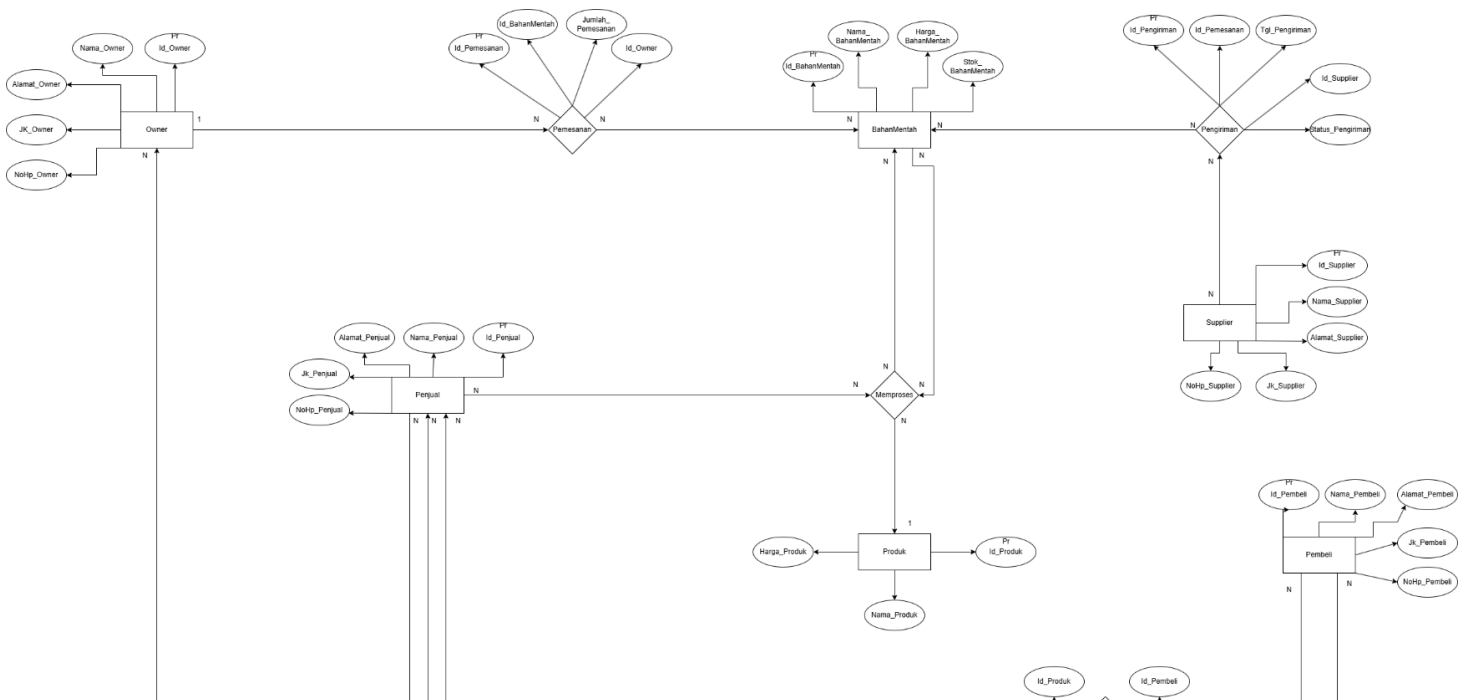 Nama_Owner
Pr
Id_Owner
Alamat_Owner
JK_Owner
NoHp_Owner
Owner
1
N
Pr
Id_Pemesanan
Id_BahanMentah
Jumlah_
Pemesanan
Id_Owner
N
Pemesanan
N
Pr
Id_BahanMentah
Nama_
BahanMentah
Harga_
BahanMentah
Stok_
BahanMentah
N
BahanMentah
N
N
N
Pr
Id_Pengiriman
Id_Pemesanan
Tgl_Pengiriman
Id_Supplier
Status_Pengiriman
N
Pengiriman
N
N
Supplier
Pr
Id_Supplier
Nama_Supplier
Alamat_Supplier
NoHp_Supplier
Jk_Supplier
Alamat_Penjual
Nama_Penjual
Pr
Id_Penjual
Jk_Penjual
NoHp_Penjual
Penjual
N
N
N
N
N
N
N
Memproses
N
1
Harga_Produk
Produk
Pr
Id_Produk
Nama_Produk
Pr
Id_Pembeli
Nama_Pembeli
Alamat_Pembeli
Jk_Pembeli
NoHp_Pembeli
Pembeli
N
N
Id_Produk
Id_Pembeli